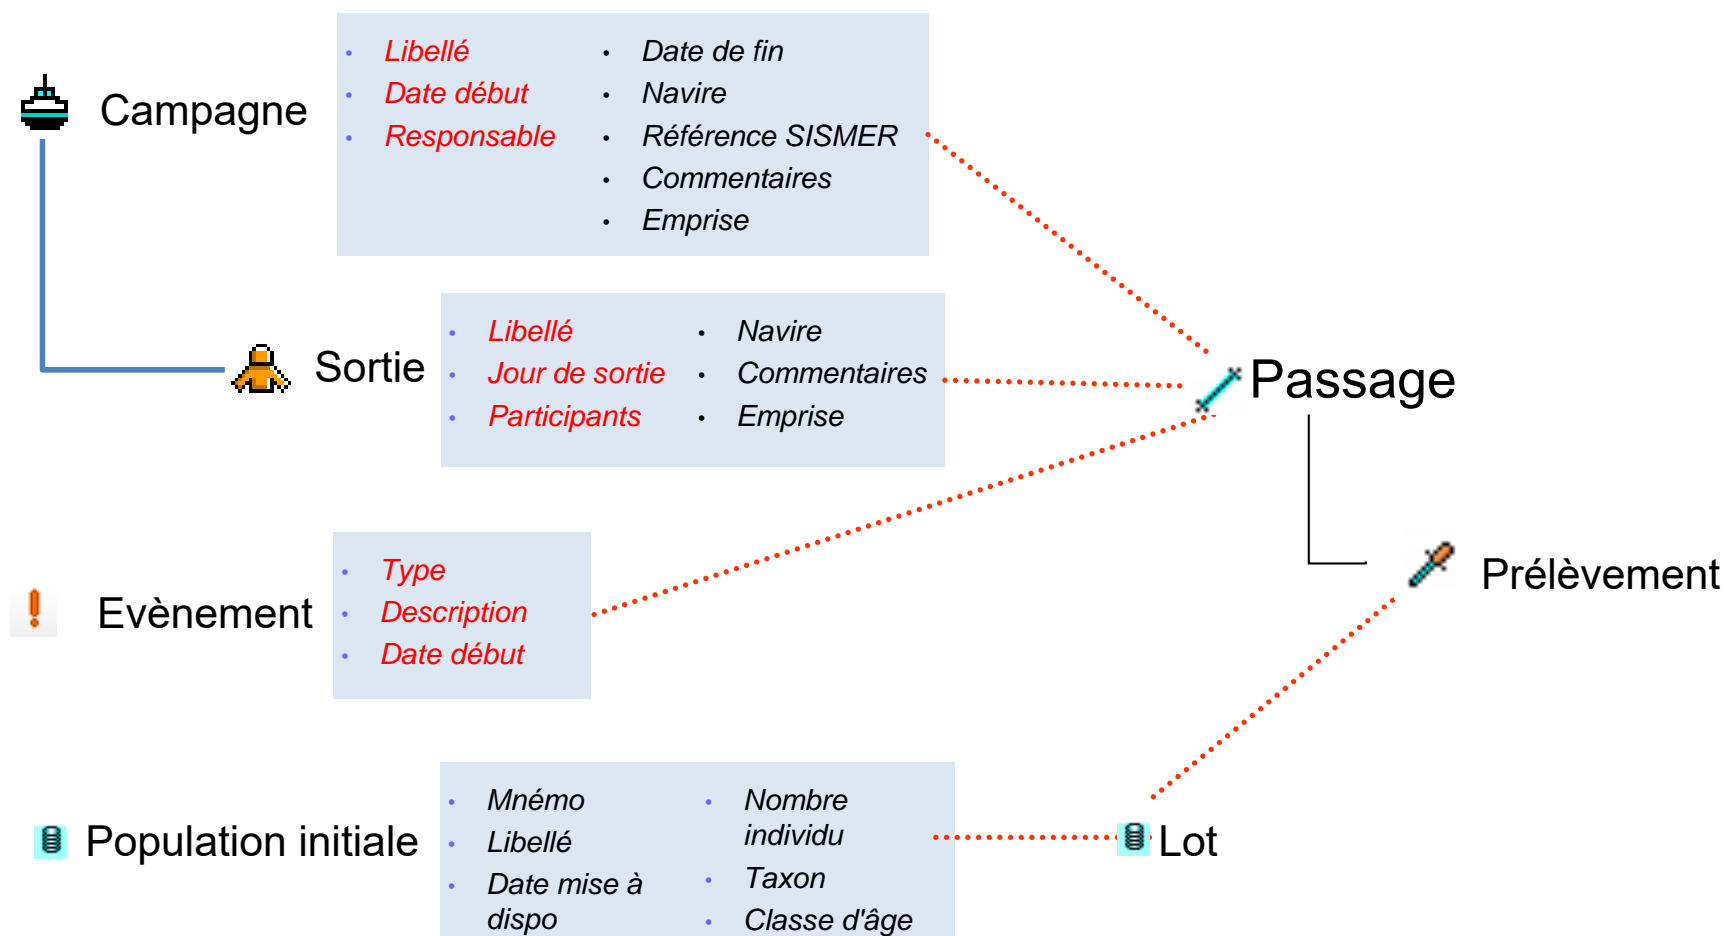 Campagne
Libellé
Date début
Responsable
Date de fin
Navire
Référence SISMER
Commentaires
Emprise
Sortie
Libellé
Jour de sortie
Participants
Navire
Commentaires
Emprise
Passage
Evènement
Type
Description
Date début
Prélèvement
Population initiale
Mnémo
Libellé
Date mise à
dispo
Nombre
individu
Taxon
Classe d'âge
Lot